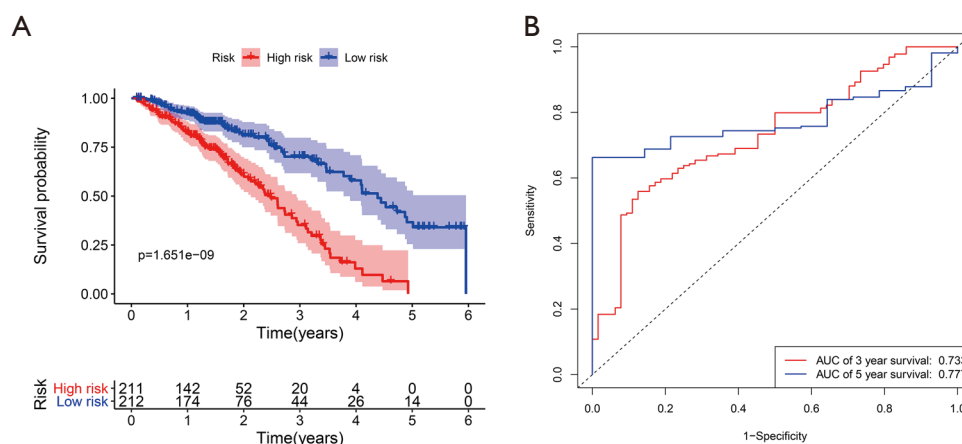 A
Risk High risk Low risk
Survival probability
1.00
0.75
0.50
0.25
0.00
p=1.651e−09
0 1 2 3 4 5 6
Time(years)
Risk
High risk 211 142 52 20 4 0 0
Low risk 212 174 76 44 26 14 0
0 1 2 3 4 5 6
Time(years)
B
Sensitivity
1.0
0.8
0.6
0.4
0.2
0.0
AUC of 3 year survival: 0.733
AUC of 5 year survival: 0.777
0.0 0.2 0.4 0.6 0.8 1.0
1-Specificity